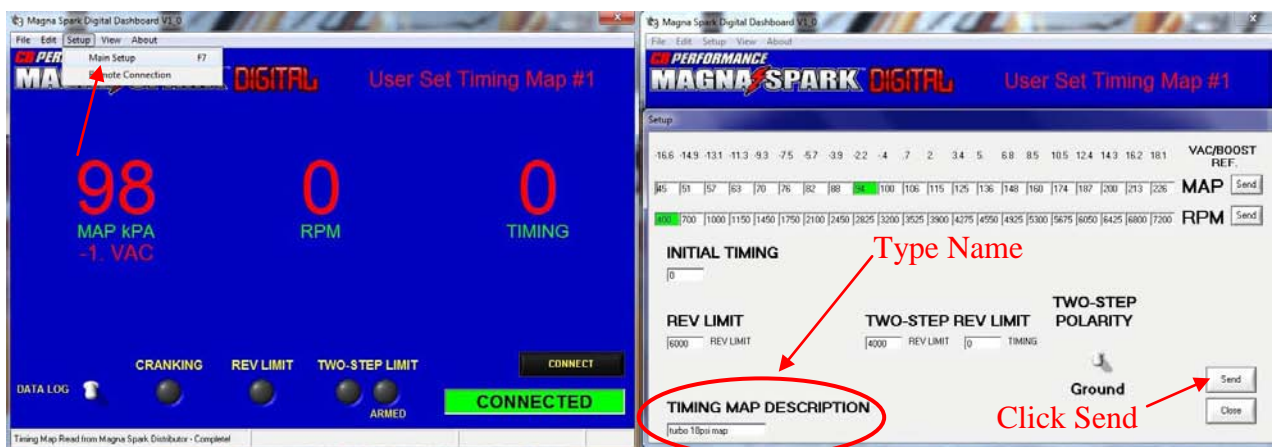 Magna Spark Digital Dashboard V1_0
File Edit Setup View About
Main Setup F7
Remote Connection
CB PERFORMANCE
MAGNA SPARK DIGITAL
User Set Timing Map #1
98
MAP kPA
-1. VAC
0
RPM
0
TIMING
CRANKING REV LIMIT TWO-STEP LIMIT
DATA LOG
ARMED
CONNECT
CONNECTED
Timing Map Read from Magna Spark Distributor - Complete!
Magna Spark Digital Dashboard V1_0
File Edit Setup View About
CB PERFORMANCE
MAGNA SPARK DIGITAL
User Set Timing Map #1
Setup
-16.6 -14.9 -13.1 -11.3 -9.3 -7.5 -5.7 -3.9 -2.2 -.4 .7 2. 3.4 5. 6.8 8.5 10.5 12.4 14.3 16.2 18.1 VAC/BOOST REF.
45 51 57 63 70 76 82 88 94 100 106 115 125 136 148 160 174 187 200 213 226 MAP Send
400 700 1000 1150 1450 1750 2100 2450 2825 3200 3525 3900 4275 4550 4925 5300 5675 6050 6425 6800 7200 RPM Send
INITIAL TIMING
0
Type Name
REV LIMIT
6000 REV LIMIT
TWO-STEP REV LIMIT
4000 REV LIMIT 0 TIMING
TWO-STEP
POLARITY
Ground
Send
Close
Click Send
TIMING MAP DESCRIPTION
turbo 18psi map